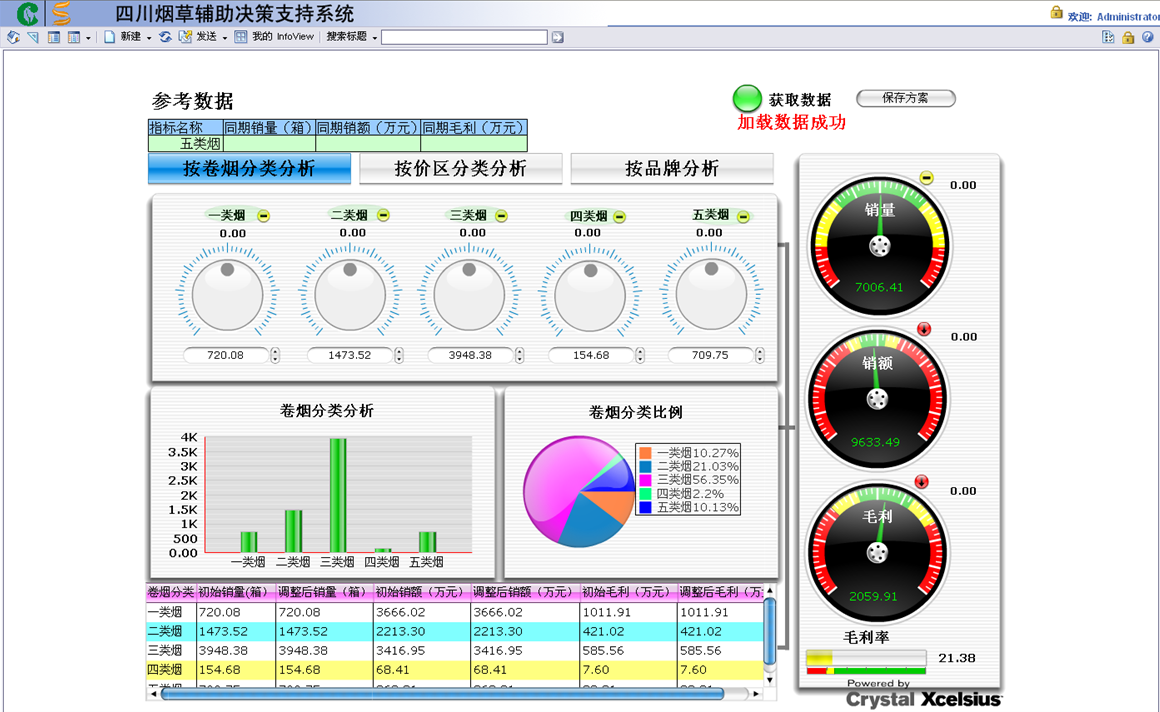 四川烟草辅助决策支持系统
欢迎: Administrator
新建 发送 我的 InfoView 搜索标题
参考数据
获取数据 保存方案
加载数据成功
指标名称 同期销量（箱） 同期销额（万元） 同期毛利（万元）
五类烟
按卷烟分类分析 按价区分类分析 按品牌分析
一类烟 二类烟 三类烟 四类烟 五类烟
0.00 0.00 0.00 0.00 0.00
720.08 1473.52 3948.38 154.68 709.75
销量 0.00
7006.41
销额 0.00
9633.49
毛利 0.00
2059.91
毛利率
21.38
Powered by
Crystal Xcelsius
卷烟分类分析
4K
3.5K
3K
2.5K
2K
1.5K
1K
500
0.00
一类烟 二类烟 三类烟 四类烟 五类烟
卷烟分类比例
一类烟10.27%
二类烟21.03%
三类烟56.35%
四类烟2.2%
五类烟10.13%
卷烟分类 初始销量(箱) 调整后销量（箱） 初始销额（万元） 调整后销额（万元） 初始毛利（万元） 调整后毛利（万
一类烟 720.08 720.08 3666.02 3666.02 1011.91 1011.91
二类烟 1473.52 1473.52 2213.30 2213.30 421.02 421.02
三类烟 3948.38 3948.38 3416.95 3416.95 585.56 585.56
四类烟 154.68 154.68 68.41 68.41 7.60 7.60